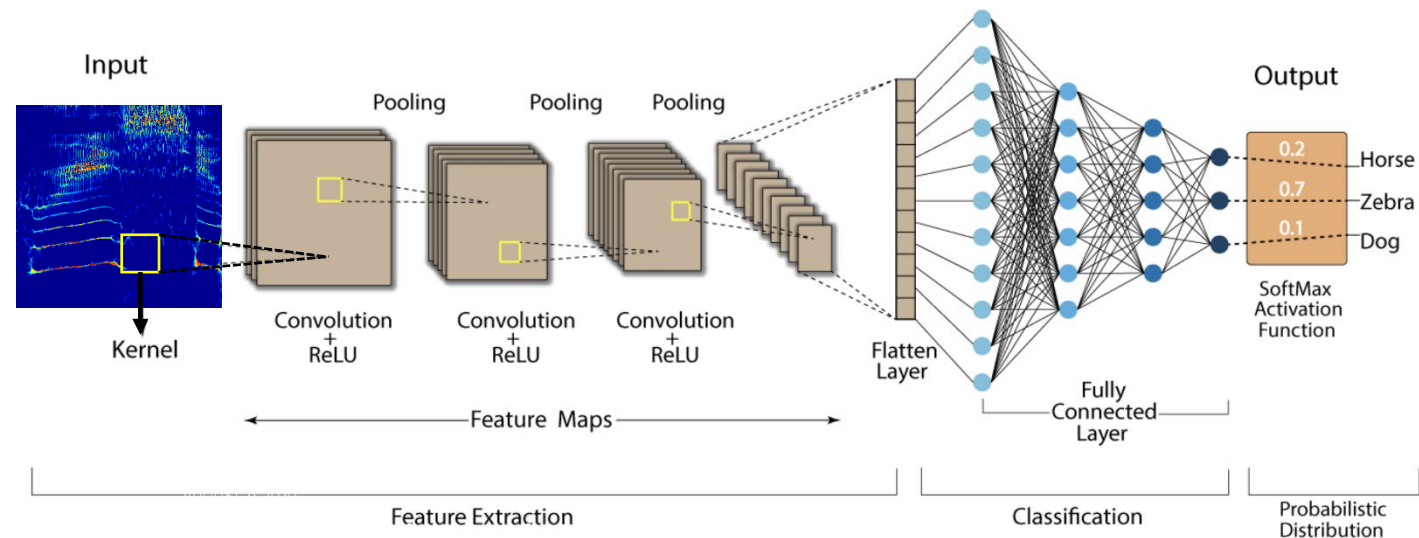 Input
Pooling
Pooling
Pooling
Output
0.2
Horse
0.7
Zebra
0.1
Dog
Kernel
Convolution
+
ReLU
Convolution
+
ReLU
Convolution
+
ReLU
Flatten
Layer
SoftMax
Activation
Function
Feature Maps
Fully
Connected
Layer
Feature Extraction
Classification
Probabilistic
Distribution